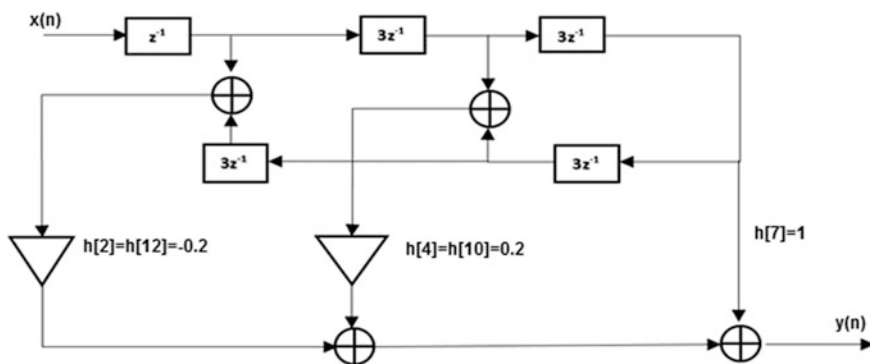 x(n)
z⁻¹
3z⁻¹
3z⁻¹
3z⁻¹
3z⁻¹
h[2]=h[12]=-0.2
h[4]=h[10]=0.2
h[7]=1
y(n)